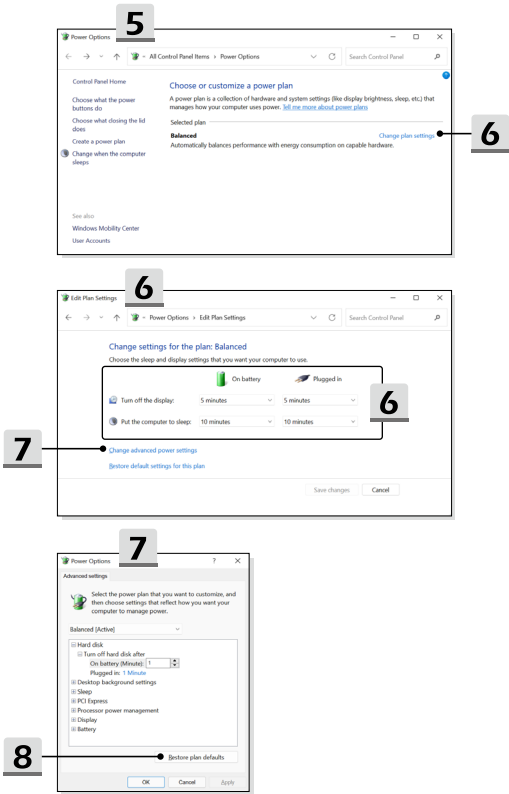 5
Power Options
All Control Panel Items › Power Options
Search Control Panel
Control Panel Home
Choose what the power
buttons do
Choose what closing the lid
does
Create a power plan
Change when the computer
sleeps
See also
Windows Mobility Center
User Accounts
Choose or customize a power plan
A power plan is a collection of hardware and system settings (like display brightness, sleep, etc.) that
manages how your computer uses power. Tell me more about power plans
Selected plan
Balanced
Change plan settings
Automatically balances performance with energy consumption on capable hardware.
6
6
Edit Plan Settings
Power Options › Edit Plan Settings
Search Control Panel
Change settings for the plan: Balanced
Choose the sleep and display settings that you want your computer to use.
On battery
Plugged in
Turn off the display: 5 minutes 5 minutes
Put the computer to sleep: 10 minutes 10 minutes
6
7
Change advanced power settings
Restore default settings for this plan
Save changes Cancel
7
Power Options ?
Advanced settings
Select the power plan that you want to customize, and
then choose settings that reflect how you want your
computer to manage power.
Balanced [Active]
Hard disk
Turn off hard disk after
On battery (Minute): 1
Plugged in: 1 Minute
Desktop background settings
Sleep
PCI Express
Processor power management
Display
Battery
8
Restore plan defaults
OK Cancel Apply